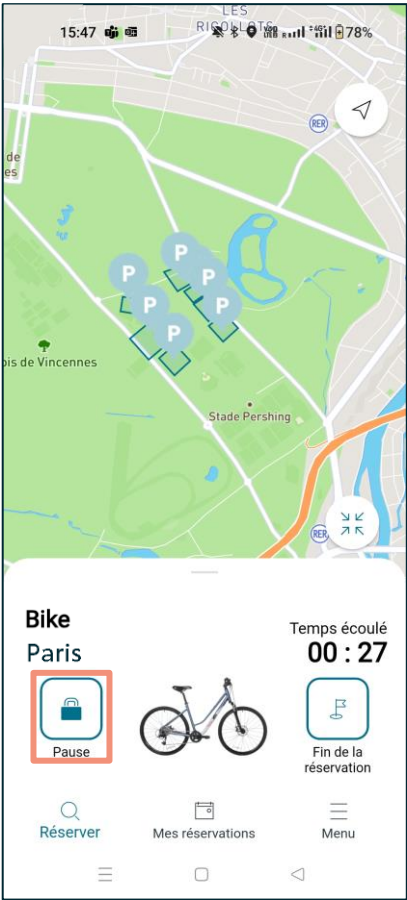 LES
RIGOLLOTS
15:47
78%
RER
de
es
P
P
P
P
P
P
ois de Vincennes
Stade Pershing
RER
Bike
Temps écoulé
Paris
00 : 27
Pause
Fin de la
réservation
Réserver
Mes réservations
Menu